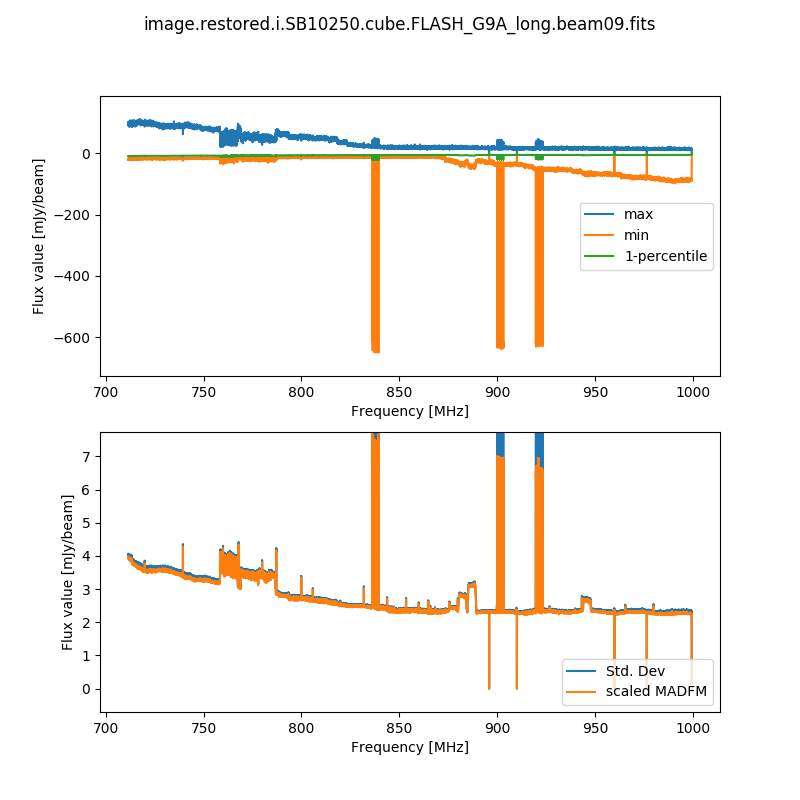 image.restored.i.SB10250.cube.FLASH_G9A_long.beam09.fits
0
−200
−400
−600
Flux value [mJy/beam]
max
min
1-percentile
700 750 800 850 900 950 1000
Frequency [MHz]
7
6
5
4
3
2
1
0
Flux value [mJy/beam]
Std. Dev
scaled MADFM
700 750 800 850 900 950 1000
Frequency [MHz]